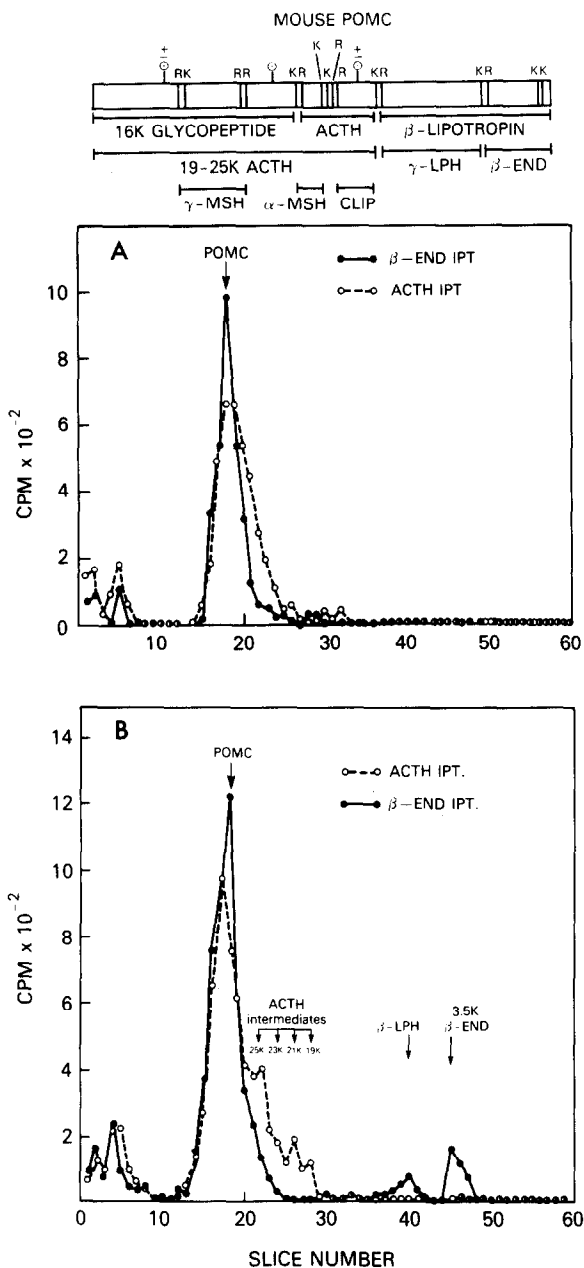 MOUSE POMC
K R
RK RR KR K R KR KR KK
16K GLYCOPEPTIDE ACTH β-LIPOTROPIN
19-25K ACTH γ-LPH β-END
γ-MSH α-MSH CLIP
A
POMC
β-END IPT
ACTH IPT
CPM x 10⁻²
10
8
6
4
2
0
10 20 30 40 50 60
B
POMC
ACTH IPT.
β-END IPT.
CPM x 10⁻²
14
12
10
8
6
4
2
ACTH
intermediates
25K 23K 21K 19K
β-LPH
3.5K
β-END
0 10 20 30 40 50 60
SLICE NUMBER